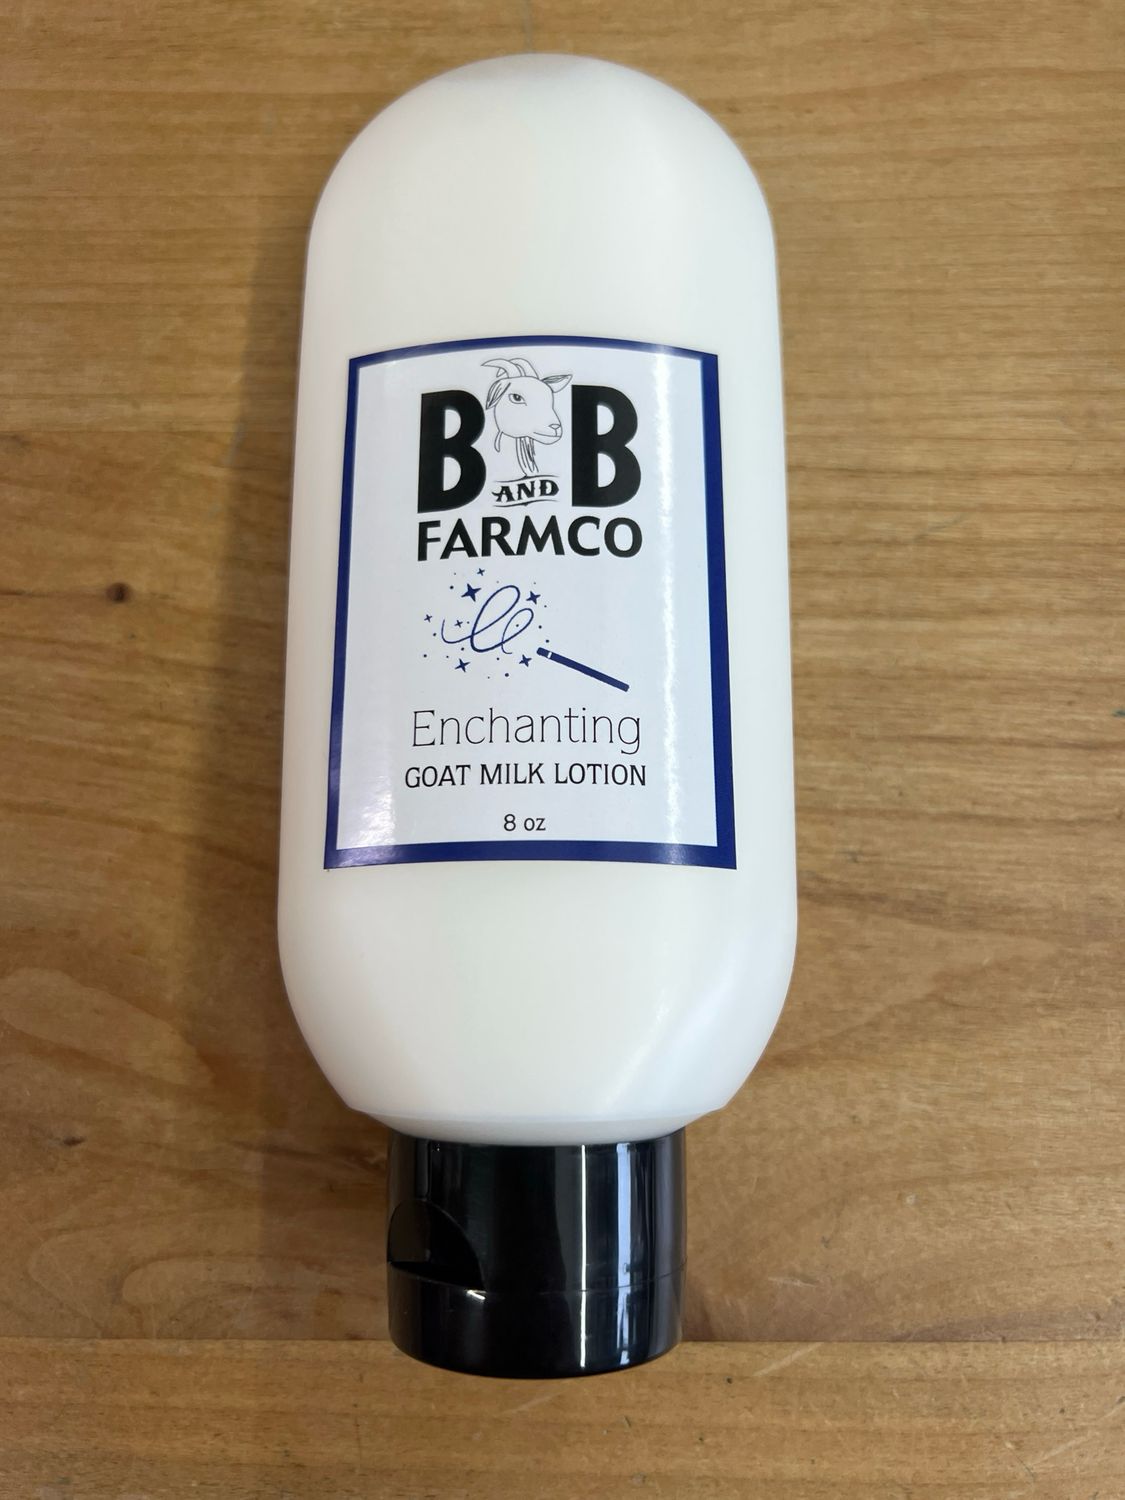 B AND B
FARMCO
Enchanting
GOAT MILK LOTION
8 oz